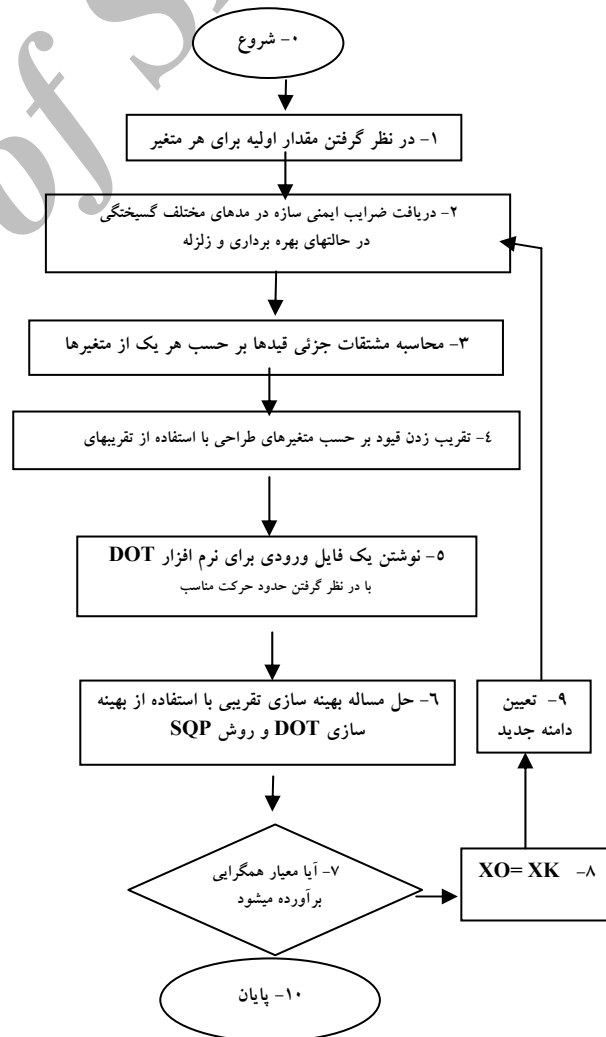 of S
۰- شروع
۱- در نظر گرفتن مقدار اولیه برای هر متغیر
۲- دریافت ضرایب ایمنی سازه در مدهای مختلف گسیختگی
در حالتهای بهره برداری و زلزله
۳- محاسبه مشتقات جزئی قیدها بر حسب هر یک از متغیرها
٤- تقریب زدن قیود بر حسب متغیرهای طراحی با استفاده از تقریبهای
٥- نوشتن یک فایل ورودی برای نرم افزار DOT
با در نظر گرفتن حدود حرکت مناسب
٦- حل مساله بهینه سازی تقریبی با استفاده از بهینه
سازی DOT و روش SQP
۷- آیا معیار همگرایی
برآورده میشود
۸- XO= XK
۹- تعیین
دامنه جدید
۱۰- پایان